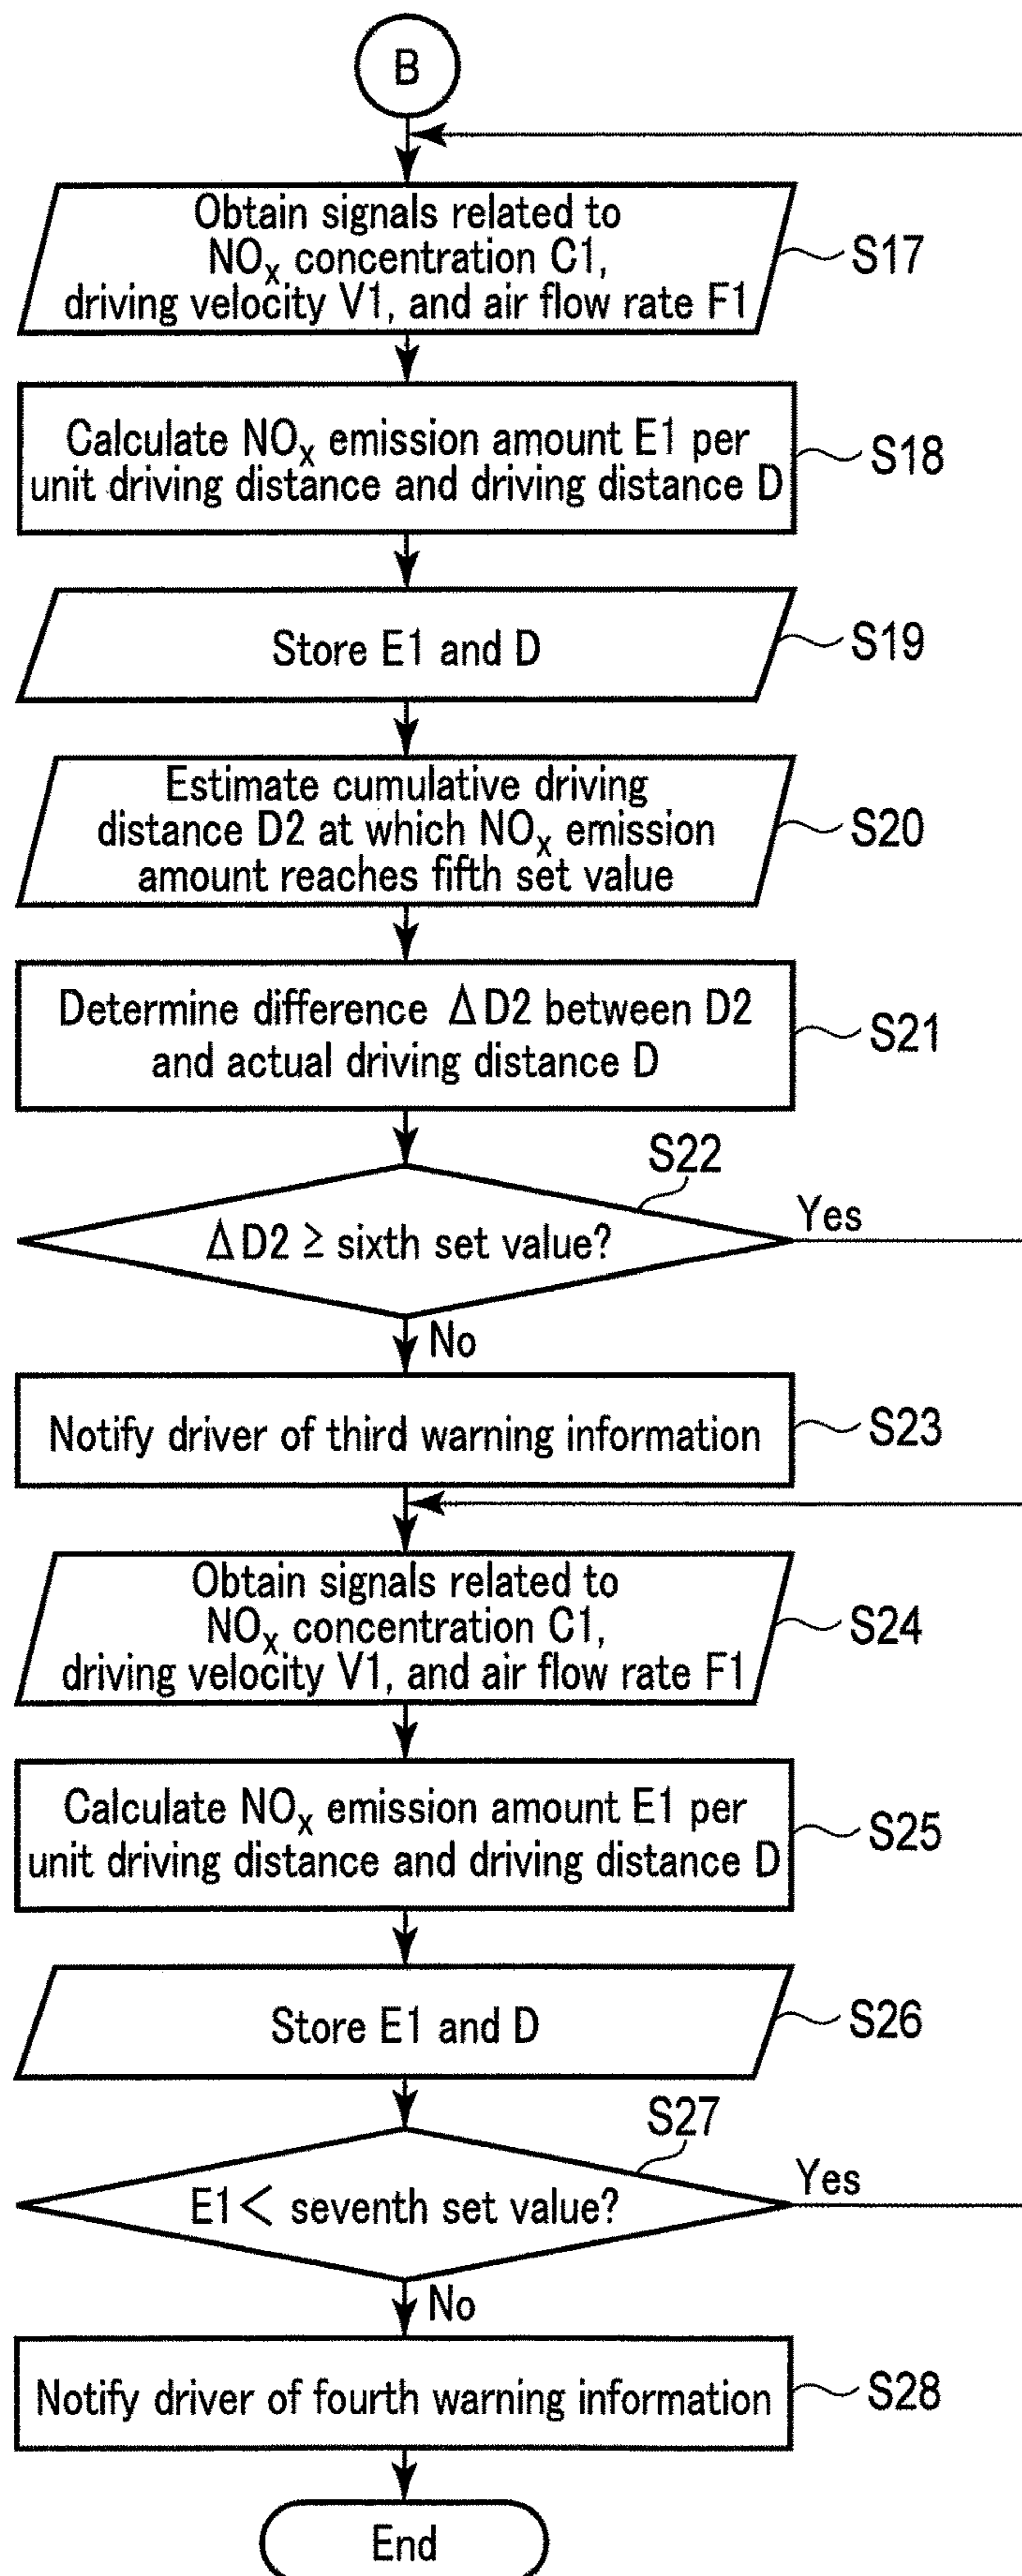 B
Obtain signals related to
NOx concentration C1,
driving velocity V1, and air flow rate F1
S17
Calculate NOx emission amount E1 per
unit driving distance and driving distance D
S18
Store E1 and D
S19
Estimate cumulative driving
distance D2 at which NOx emission
amount reaches fifth set value
S20
Determine difference ΔD2 between D2
and actual driving distance D
S21
S22
ΔD2 ≥ sixth set value?
Yes
No
Notify driver of third warning information
S23
Obtain signals related to
NOx concentration C1,
driving velocity V1, and air flow rate F1
S24
Calculate NOx emission amount E1 per
unit driving distance and driving distance D
S25
Store E1 and D
S26
S27
E1< seventh set value?
Yes
No
Notify driver of fourth warning information
S28
End